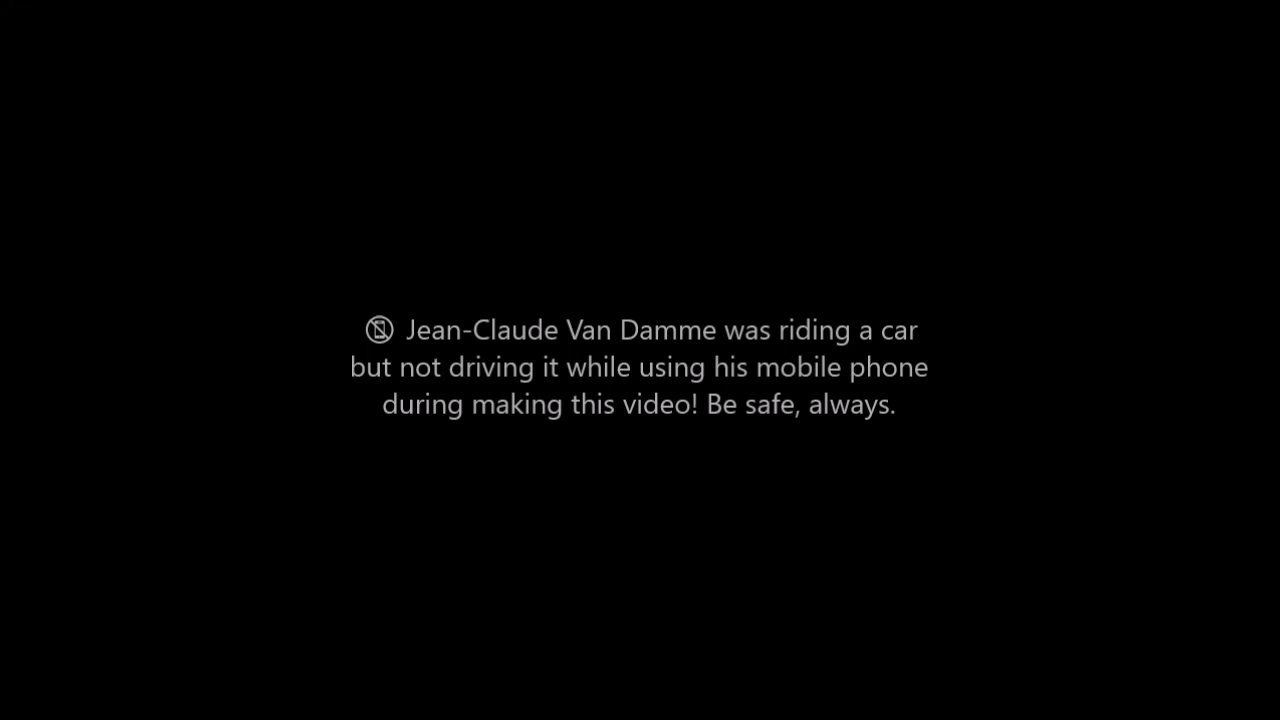 Jean-Claude Van Damme was riding a car
but not driving it while using his mobile phone
during making this video! Be safe, always.